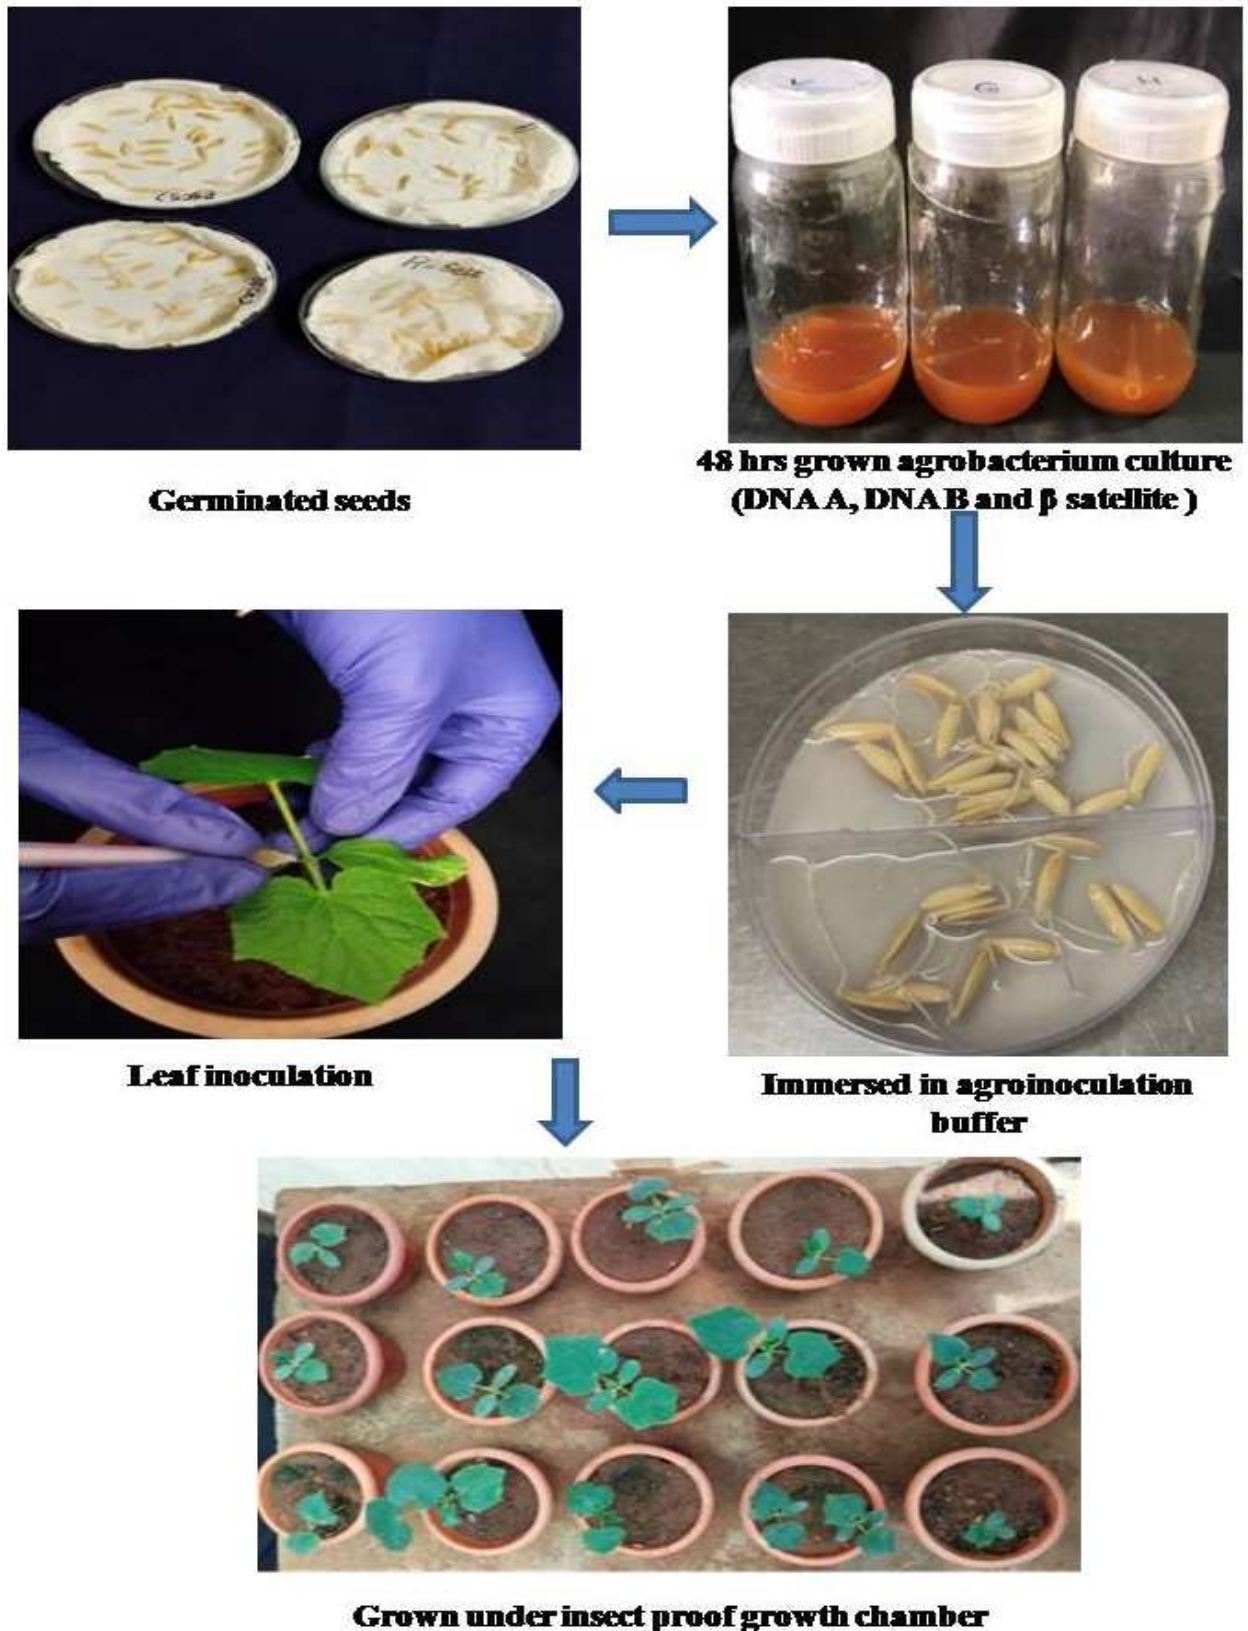 Germinated seeds
48 hrs grown agrobacterium culture
(DNA A, DNA B and β satellite )
Immersed in agroinoculation
buffer
Leaf inoculation
Grown under insect proof growth chamber